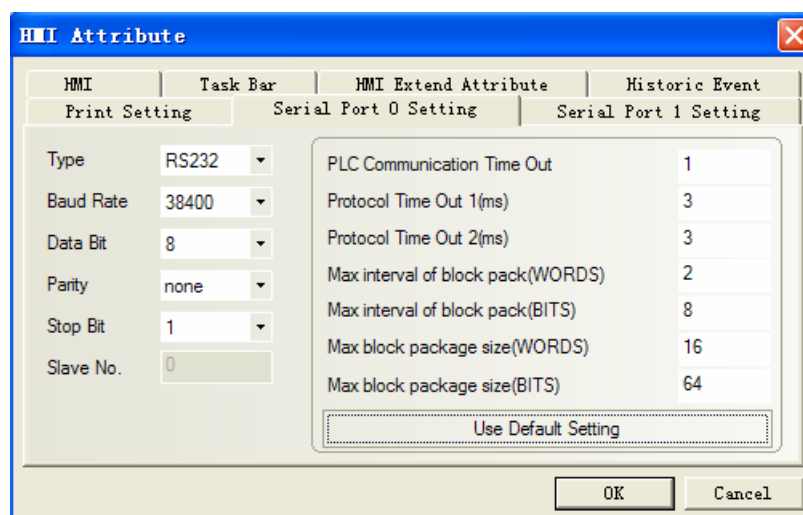 HMI Attribute
HMI Task Bar HMI Extend Attribute Historic Event
Print Setting Serial Port 0 Setting Serial Port 1 Setting
Type RS232
Baud Rate 38400
Data Bit 8
Parity none
Stop Bit 1
Slave No. 0
PLC Communication Time Out 1
Protocol Time Out 1(ms) 3
Protocol Time Out 2(ms) 3
Max interval of block pack(WORDS) 2
Max interval of block pack(BITS) 8
Max block package size(WORDS) 16
Max block package size(BITS) 64
Use Default Setting
OK Cancel